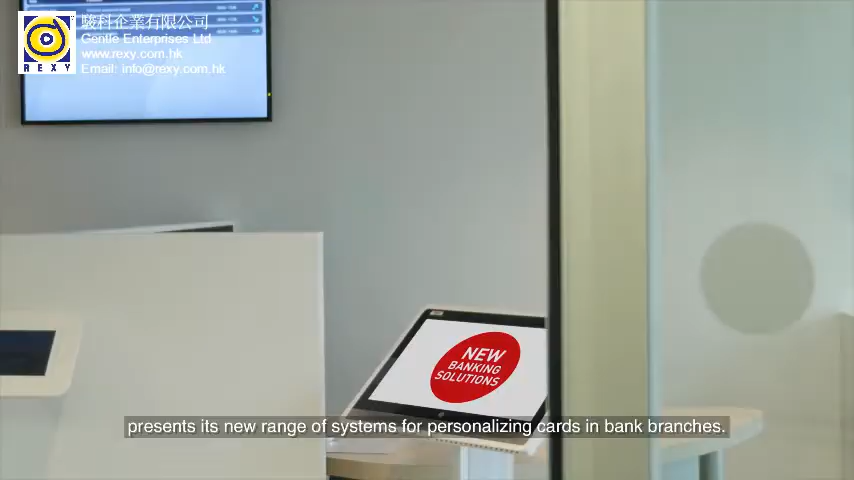 駿科企業有限公司
Gentle Enterprises Ltd
www.rexy.com.hk
Email: info@rexy.com.hk
REXY
NEW
BANKING
SOLUTIONS
presents its new range of systems for personalizing cards in bank branches.